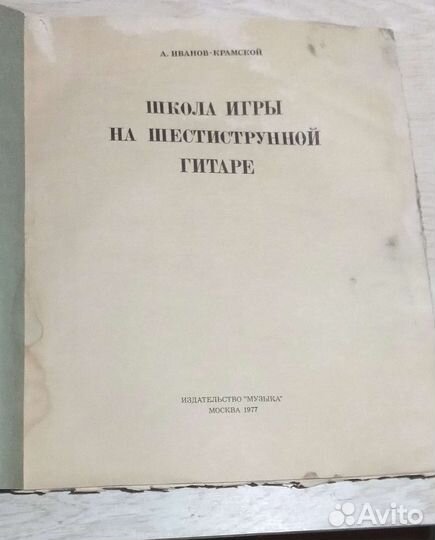 А. ИВАНОВ-КРАМСКОЙ
ШКОЛА ИГРЫ
НА ШЕСТИСТРУННОЙ
ГИТАРЕ
ИЗДАТЕЛЬСТВО "МУЗЫКА"
МОСКВА 1977
Avito